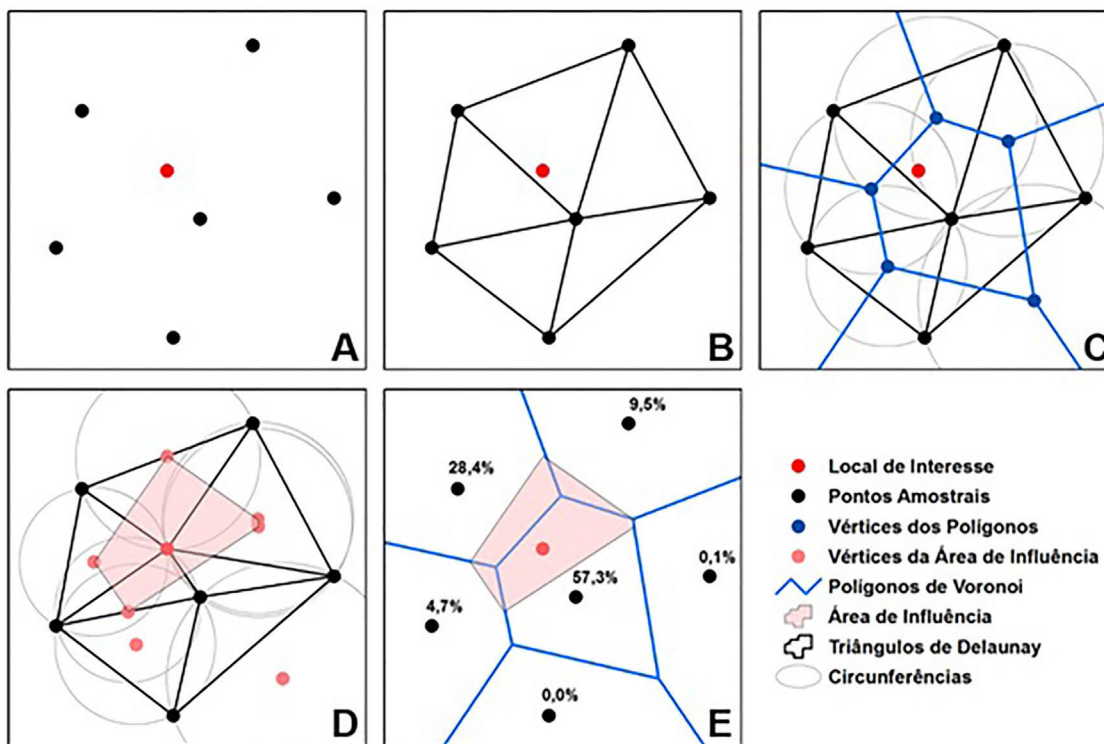 A
B
C
D
9,5%
28,4%
0,1%
57,3%
4,7%
0,0%
E
Local de Interesse
Pontos Amostrais
Vértices dos Polígonos
Vértices da Área de Influência
Polígonos de Voronoi
Área de Influência
Triângulos de Delaunay
Circunferências